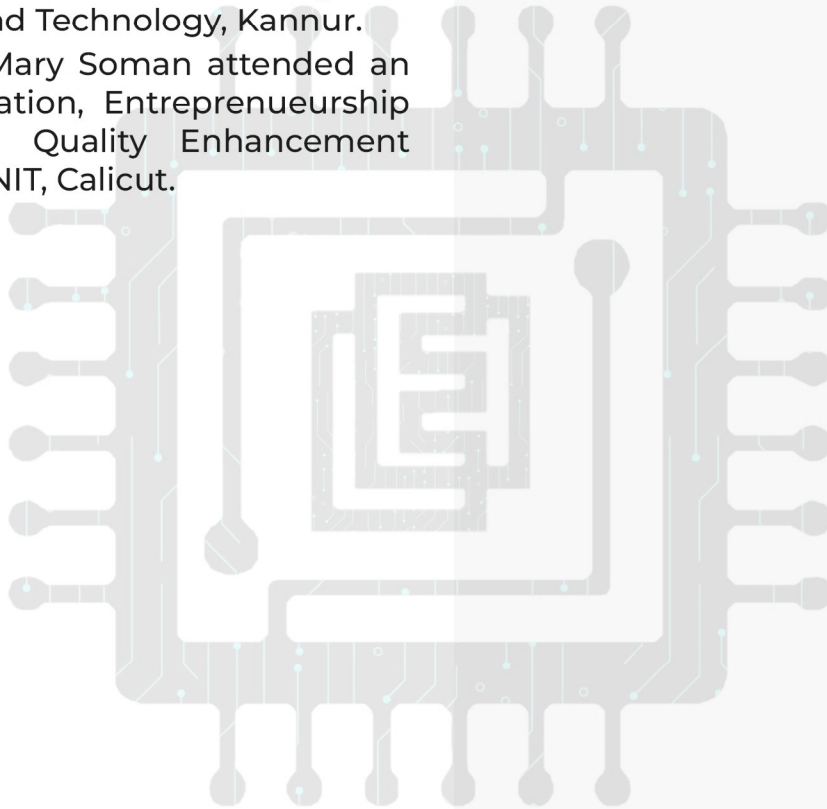 nd Technology, Kannur.
Mary Soman attended an
ation, Entreprenueurship
Quality Enhancement
NIT, Calicut.